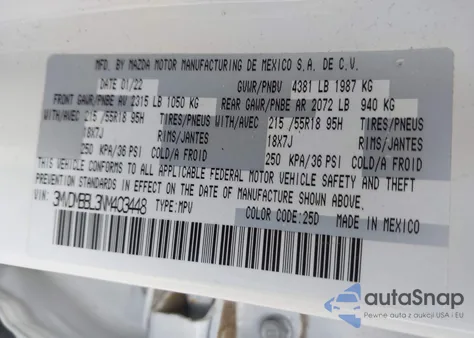 MFD. BY MAZDA MOTOR MANUFACTURING DE MEXICO S.A. DE C.V.
DATE 01/22 GVWR/PNBV 4381 LB 1987 KG
FRONT GAWR/PNBE AV 2315 LB 1050 KG REAR GAWR/PNBE AR 2072 LB 940 KG
WITH/AVEC 215 /55R18 95H TIRES/PNEUS WITH/AVEC 215 /55R18 95H TIRES/PNEUS
18X7J RIMS/JANTES 18X7J RIMS/JANTES
250 KPA/36 PSI COLD/A FROID 250 KPA/36 PSI COLD/A FROID
THIS VEHICLE CONFORMS TO ALL APPLICABLE FEDERAL MOTOR VEHICLE SAFETY AND THEFT
PREVENTION STANDARDS IN EFFECT ON THE DATE OF MANUFACTURE SHOWN ABOVE.
VIN: 3MVDMBBL3NM403448 TYPE:MPV COLOR CODE:25D MADE IN MEXICO
autoSnap
Pewne auta z aukcji USA i EU